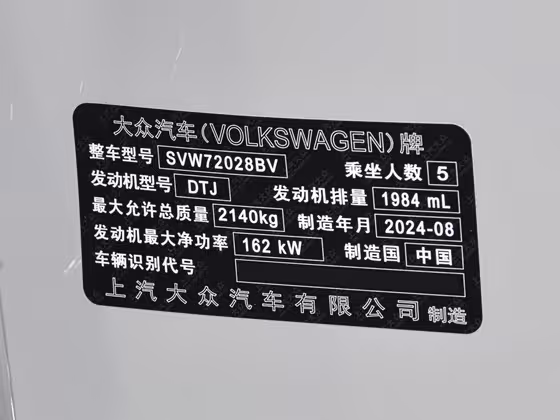 大众汽车(VOLKSWAGEN)牌
整车型号 SVW72028BV 乘坐人数 5
发动机型号 DTJ 发动机排量 1984 mL
最大允许总质量 2140kg 制造年月 2024-08
发动机最大净功率 162 kW 制造国 中国
车辆识别代号
上汽大众汽车有限公司 制造